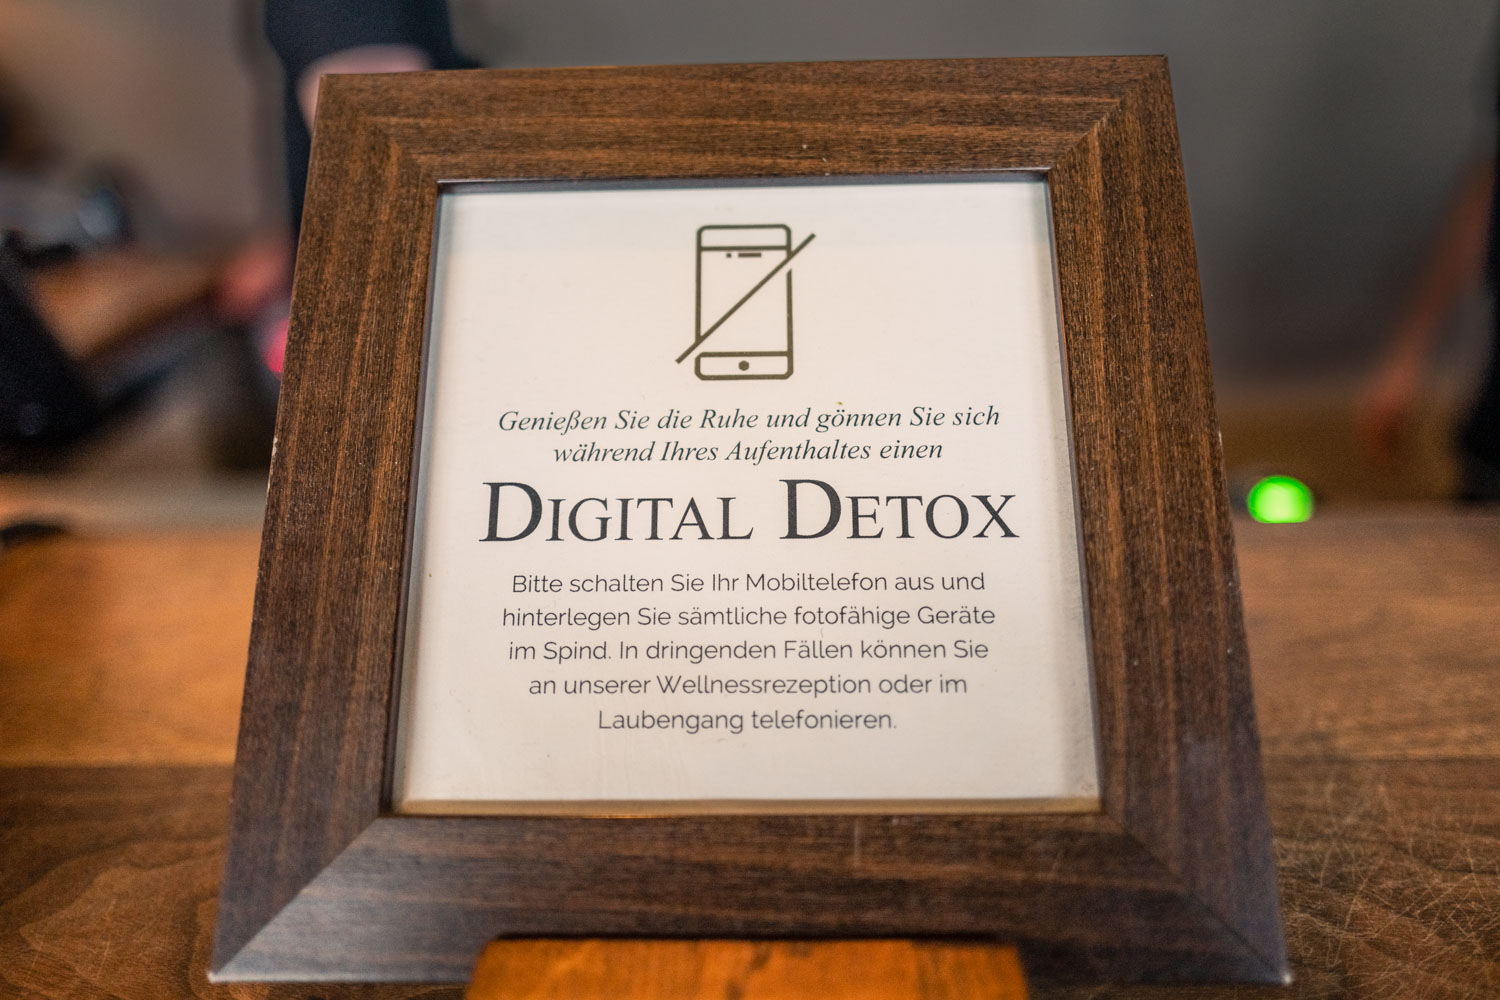 Genießen Sie die Ruhe und gönnen Sie sich
während Ihres Aufenthaltes einen
DIGITAL DETOX
Bitte schalten Sie Ihr Mobiltelefon aus und
hinterlegen Sie sämtliche fotofähige Geräte
im Spind. In dringenden Fällen können Sie
an unserer Wellnessrezeption oder im
Laubengang telefonieren.